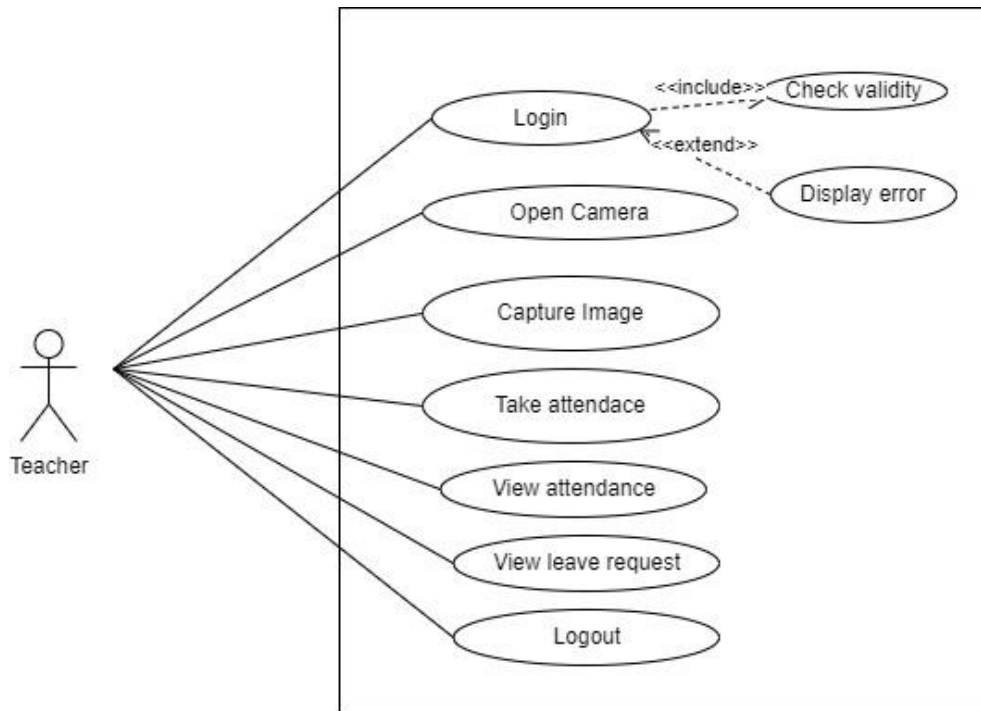 <<include>>
Check validity
Login
<<extend>>
Display error
Open Camera
Capture Image
Take attendace
Teacher
View attendance
View leave request
Logout